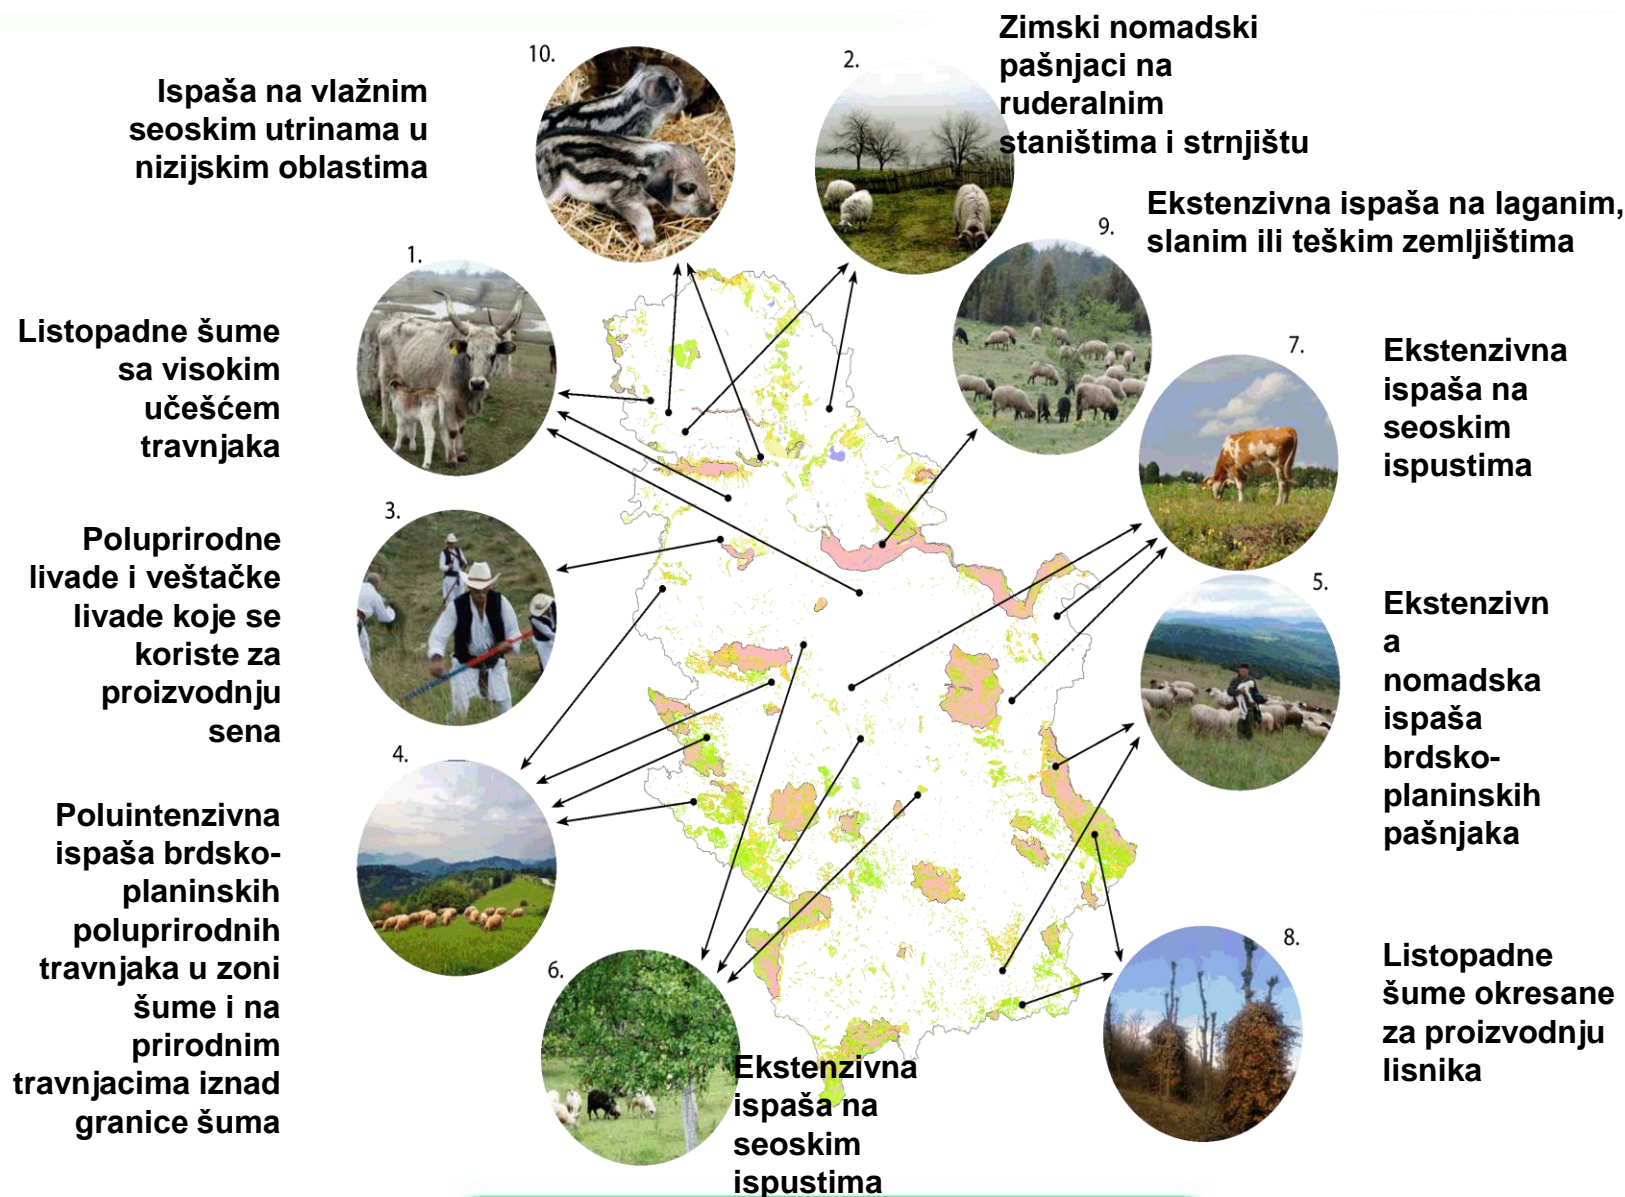 10.
Ispaša na vlažnim
seoskim utrinama u
nizijskim oblastima
2.
Zimski nomadski
pašnjaci na
ruderalnim
staništima i strnjištu
9.
Ekstenzivna ispaša na laganim,
slanim ili teškim zemljištima
1.
Listopadne šume
sa visokim
učešćem
travnjaka
7.
Ekstenzivna
ispaša na
seoskim
ispustima
3.
Poluprirodne
livade i veštačke
livade koje se
koriste za
proizvodnju
sena
5.
Ekstenzivn
a
nomadska
ispaša
brdsko-
planinskih
pašnjaka
4.
Poluintenzivna
ispaša brdsko-
planinskih
poluprirodnih
travnjaka u zoni
šume i na
prirodnim
travnjacima iznad
granice šuma
6.
Ekstenzivna
ispaša na
seoskim
ispustima
8.
Listopadne
šume okresane
za proizvodnju
lisnika